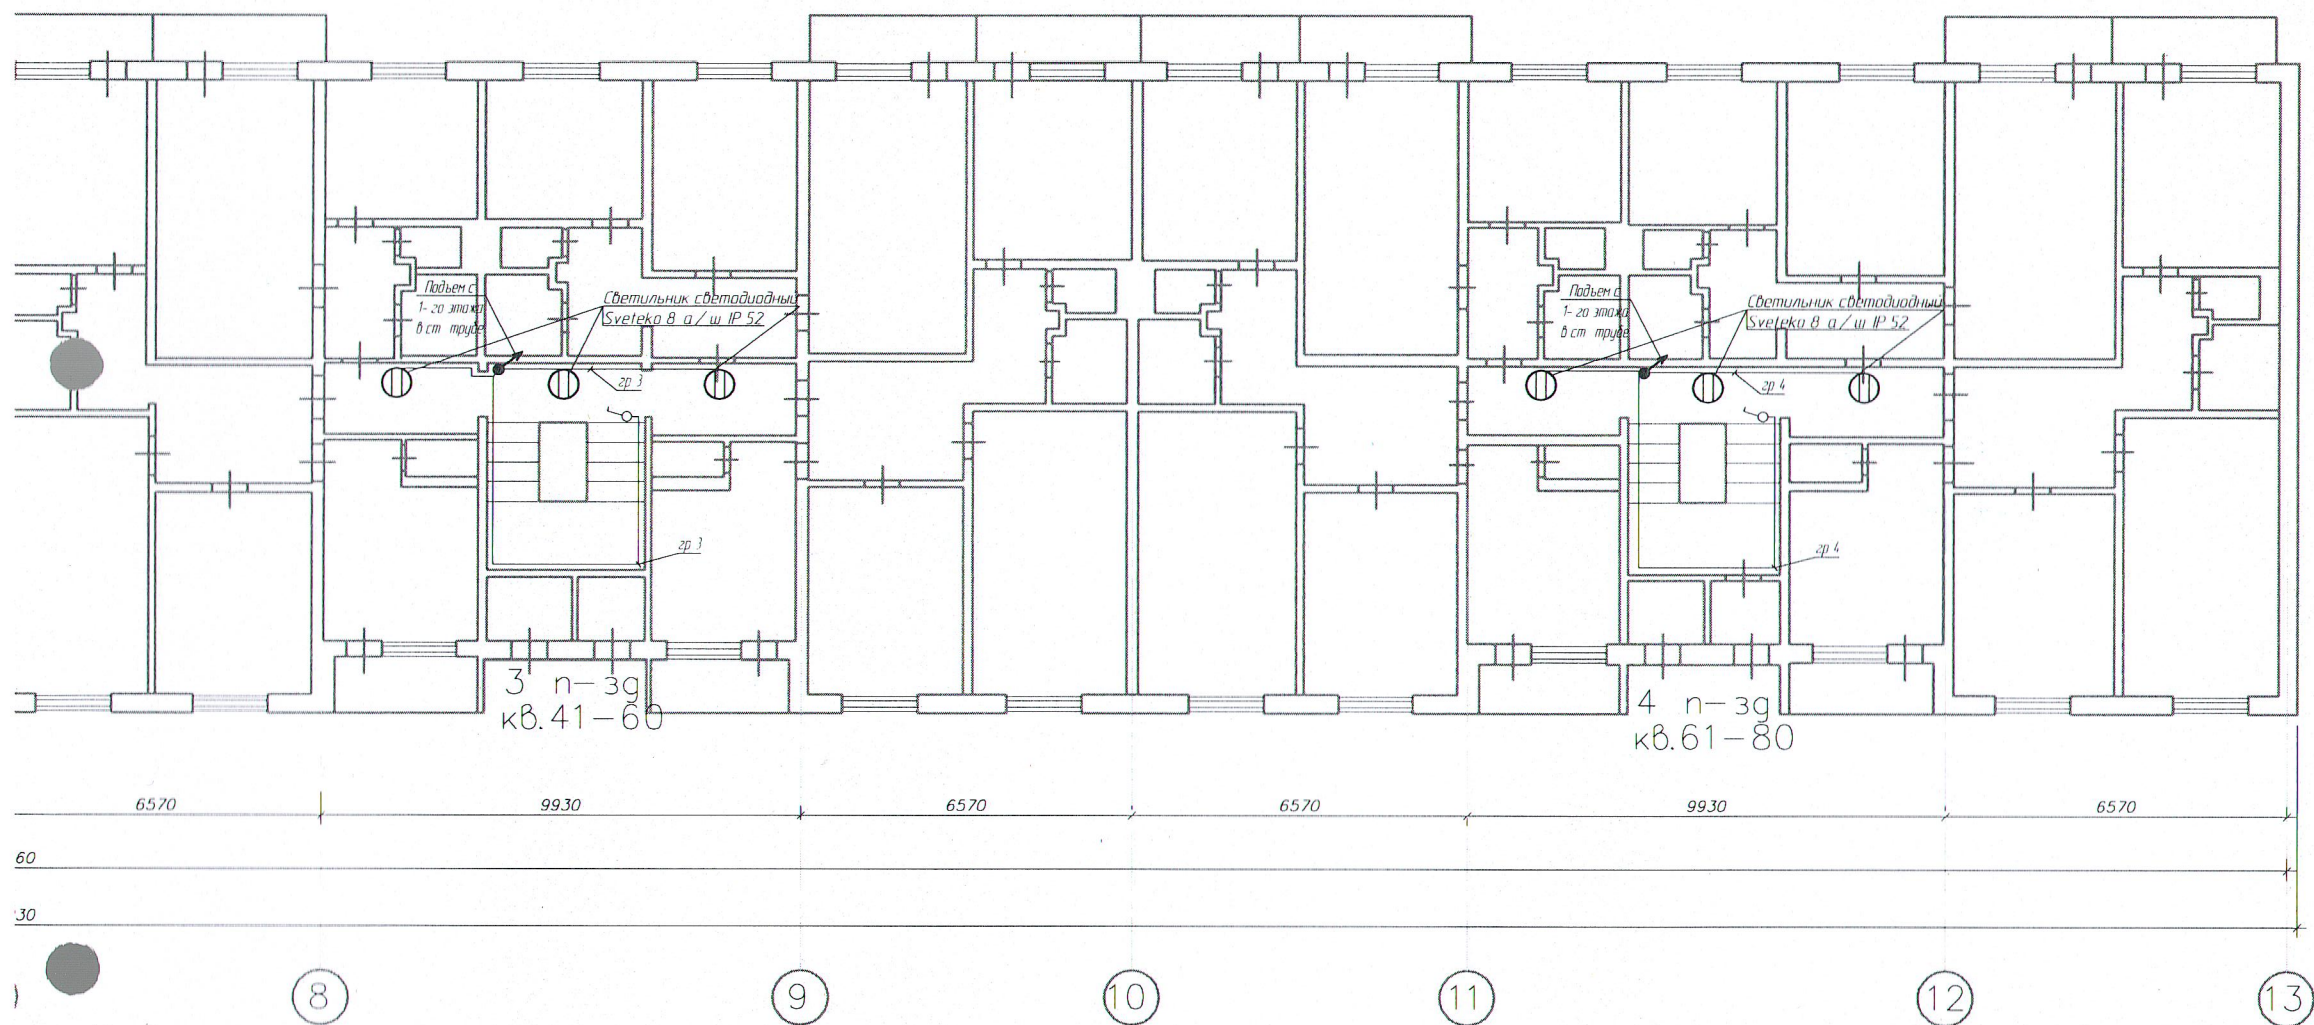 Подъем с
1-го этажа
в ст трубе
Светильник светодиодный
Sveteko 8 а/ш IP 52
гр 3
гр 3
3 п-зд
кв.41-60
Подъем с
1-го этажа
в ст трубе
Светильник светодиодный
Sveteko 8 а/ш IP 52
гр 4
гр 4
4 п-зд
кв.61-80
6570
9930
6570
6570
9930
6570
60
30
8
9
10
11
12
13